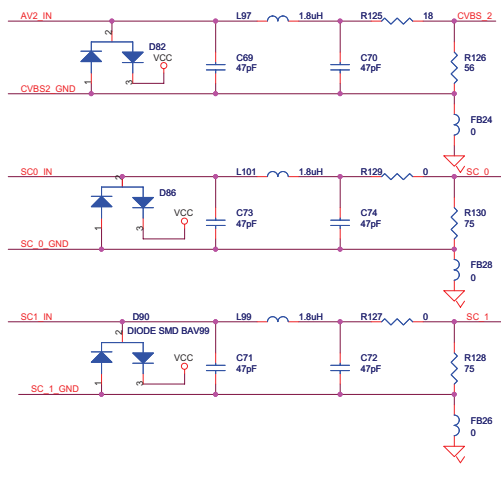 AV2_IN L97 1.8uH R125 18 CVBS_2
2 D82
VCC
C69
47pF
C70
47pF
R126
56
1 3
CVBS2_GND
FB24
0
SC0_IN L101 1.8uH R129 0 SC_0
2 D86
VCC
C73
47pF
C74
47pF
R130
75
1 3
SC_0_GND
FB28
0
SC1_IN D90 L99 1.8uH R127 0 SC_1
2 DIODE SMD BAV99
VCC
C71
47pF
C72
47pF
R128
75
1 3
SC_1_GND
FB26
0